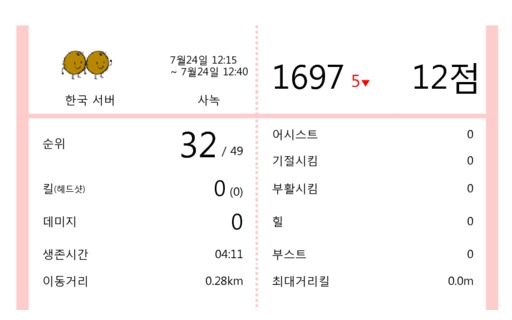 7월24일 12:15
~ 7월24일 12:40
한국 서버
사녹
1697 5▼
12점
순위 32 / 49
킬(헤드샷) 0 (0)
데미지 0
생존시간 04:11
이동거리 0.28km
어시스트 0
기절시킴 0
부활시킴 0
힐 0
부스트 0
최대거리킬 0.0m